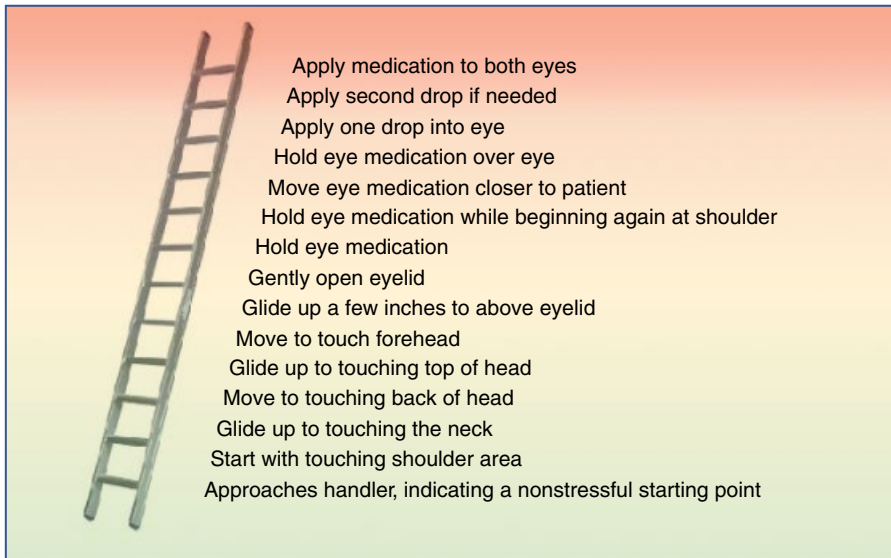 Apply medication to both eyes
Apply second drop if needed
Apply one drop into eye
Hold eye medication over eye
Move eye medication closer to patient
Hold eye medication while beginning again at shoulder
Hold eye medication
Gently open eyelid
Glide up a few inches to above eyelid
Move to touch forehead
Glide up to touching top of head
Move to touching back of head
Glide up to touching the neck
Start with touching shoulder area
Approaches handler, indicating a nonstressful starting point